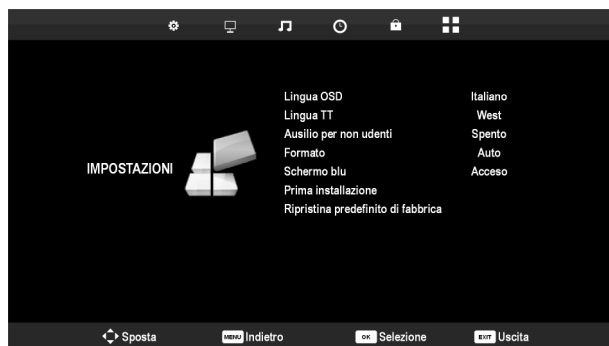 Lingua OSD Italiano
Lingua TT West
Ausilio per non udenti Spento
Formato Auto
IMPOSTAZIONI
Schermo blu Acceso
Prima installazione
Ripristina predefinito di fabbrica
Sposta MENU Indietro OK Selezione EXIT Uscita